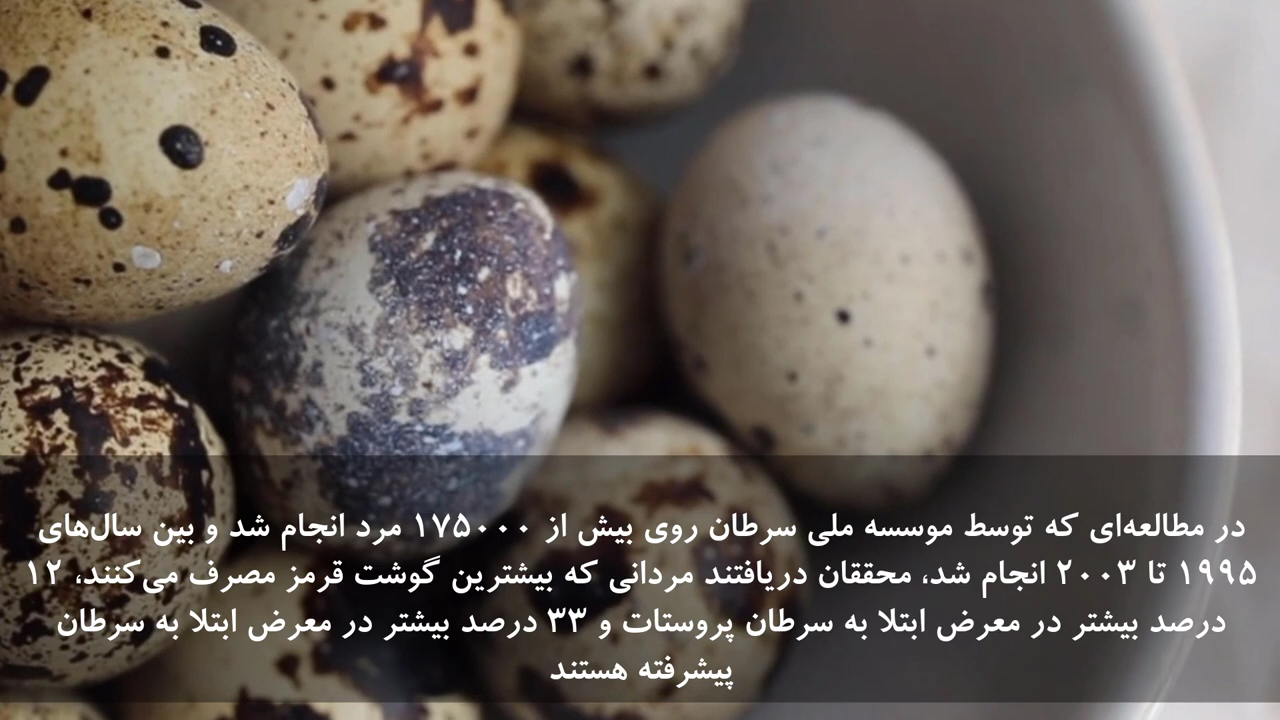 در مطالعه‌ای که توسط موسسه ملی سرطان روی بیش از ۱۷۵۰۰۰ مرد انجام شد و بین سال‌های
۱۹۹۵ تا ۲۰۰۳ انجام شد، محققان دریافتند مردانی که بیشترین گوشت قرمز مصرف می‌کنند، ۱۲
درصد بیشتر در معرض ابتلا به سرطان پروستات و ۳۳ درصد بیشتر در معرض ابتلا به سرطان
پیشرفته هستند